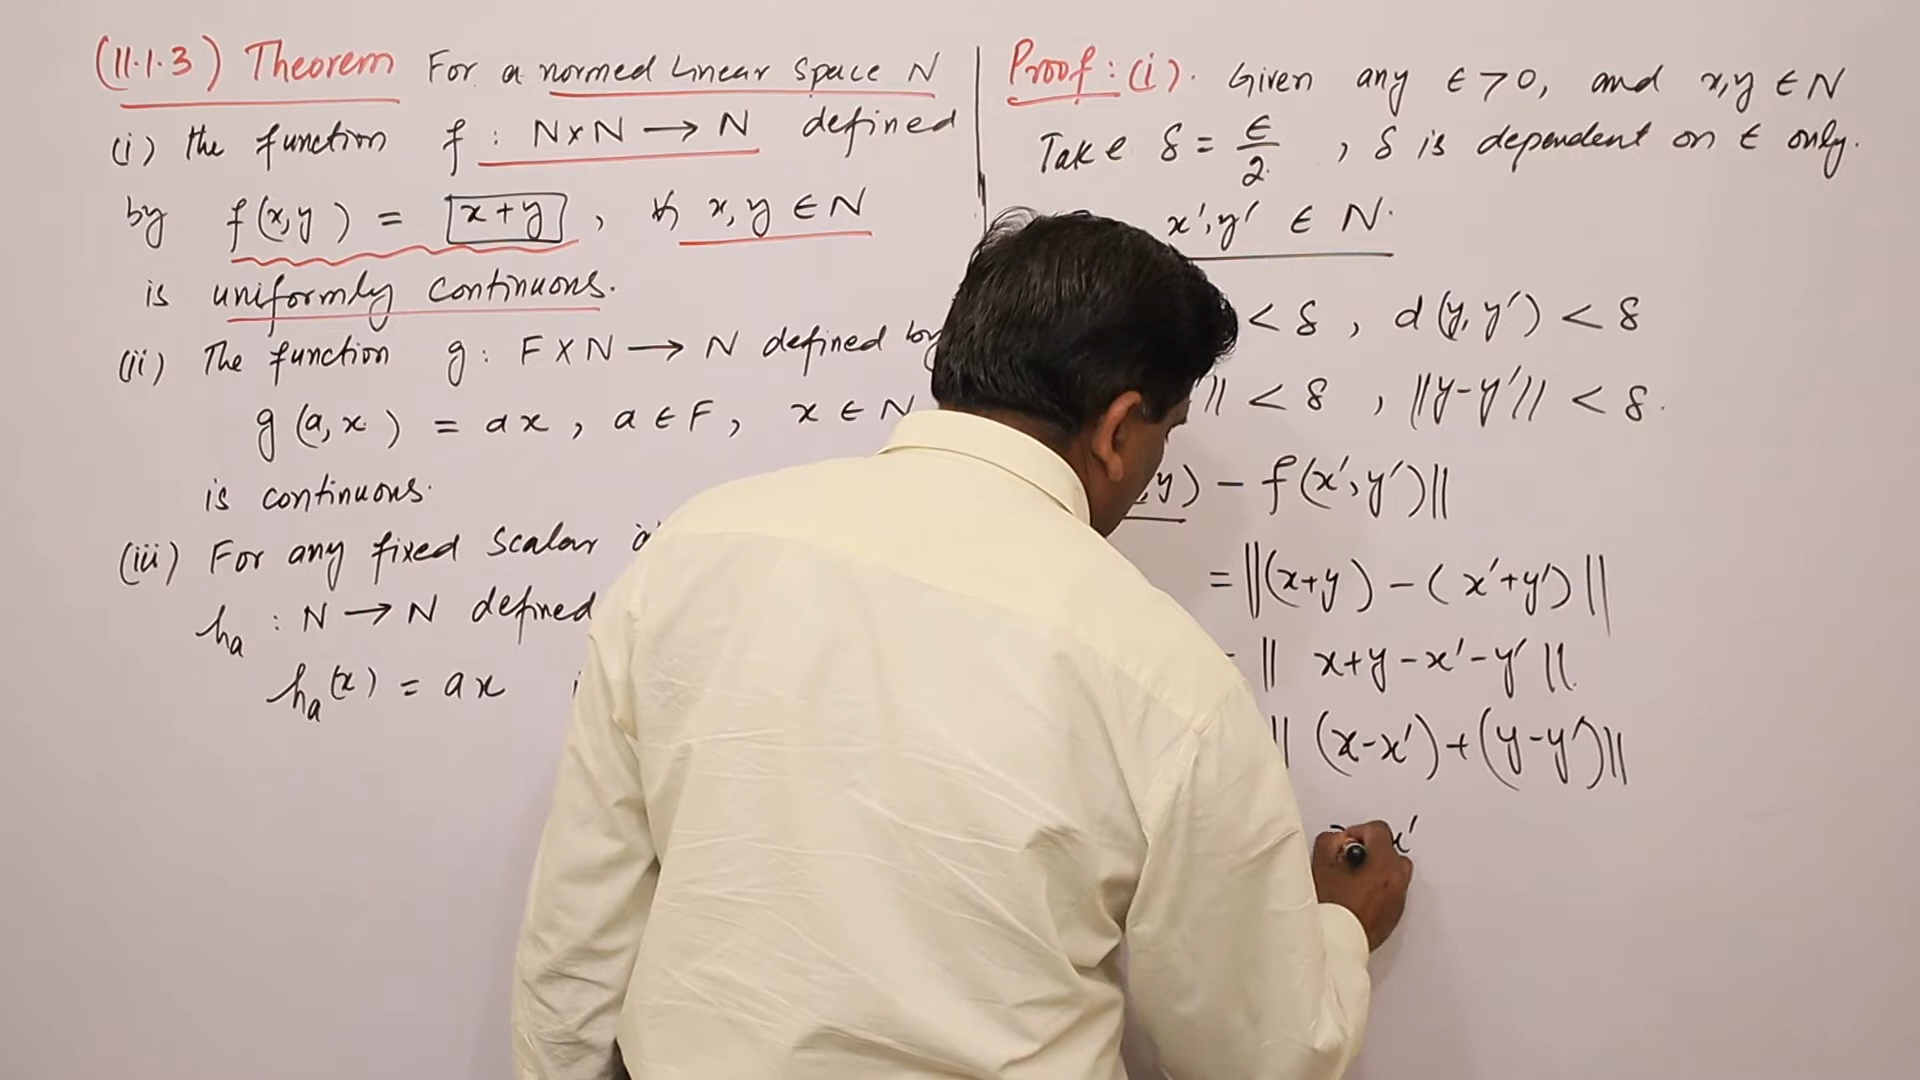 (11.1.3) Theorem For a normed Linear Space N
(i) the function f : N×N → N defined
by f(x,y) = x+y , ∀ x, y ∈ N
is uniformly continuous.
(ii) The function g : F×N → N defined by
g(a, x) = ax , a ∈ F, x ∈ N
is continuous.
(iii) For any fixed scalar
hₐ : N → N defined
hₐ(x) = ax
Proof : (i). Given any ε > 0, and x,y ∈ N
Take δ = ε/2 , δ is dependent on ε only.
x', y' ∈ N.
< δ , d(y, y') < δ
|| < δ , ||y-y'|| < δ.
y) - f(x', y')||
= ||(x+y) - (x'+y')||
= || x+y-x'-y' ||.
|| (x-x') + (y-y')||
x'